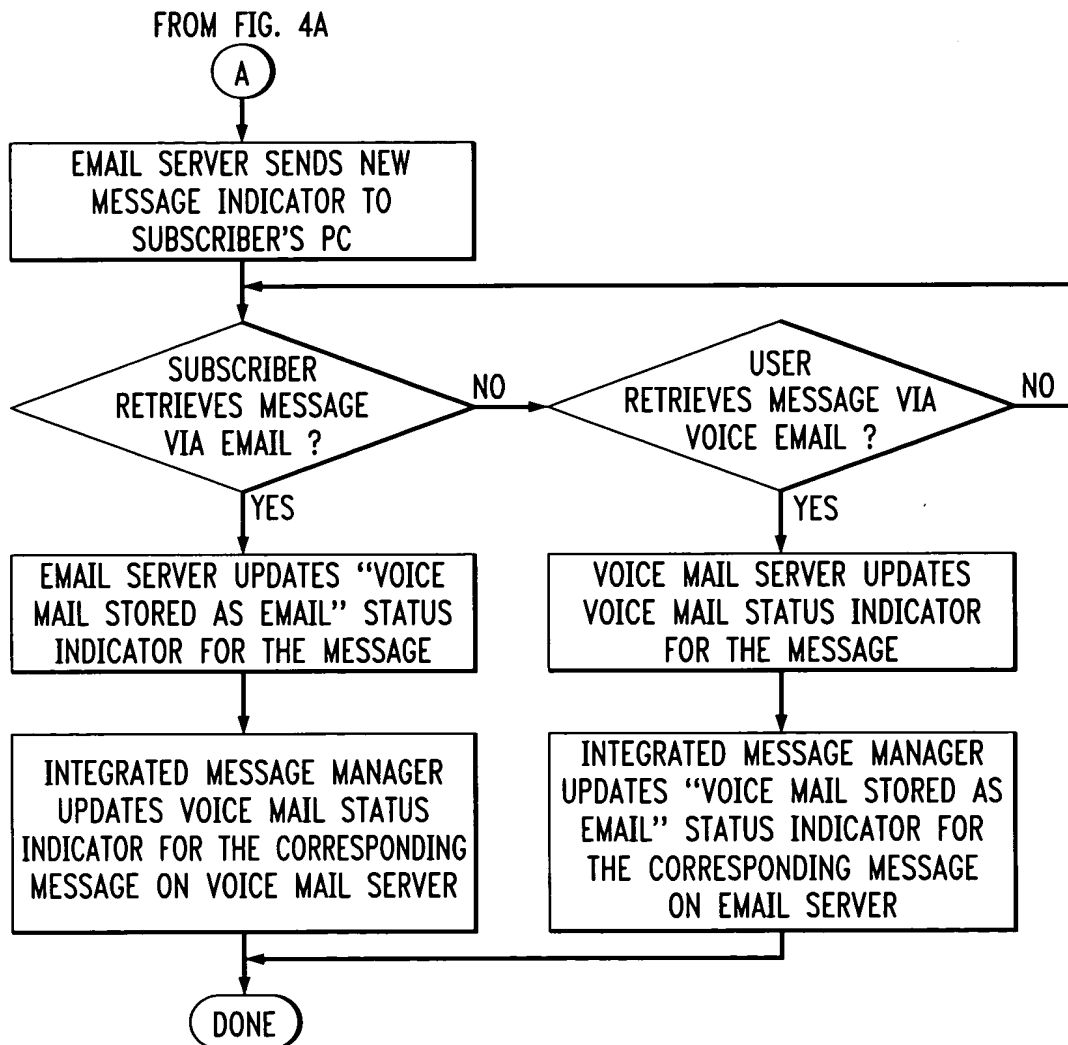 FROM FIG. 4A
A
EMAIL SERVER SENDS NEW
MESSAGE INDICATOR TO
SUBSCRIBER'S PC
SUBSCRIBER
RETRIEVES MESSAGE
VIA EMAIL ?
NO
USER
RETRIEVES MESSAGE VIA
VOICE EMAIL ?
NO
YES
YES
EMAIL SERVER UPDATES “VOICE
MAIL STORED AS EMAIL” STATUS
INDICATOR FOR THE MESSAGE
VOICE MAIL SERVER UPDATES
VOICE MAIL STATUS INDICATOR
FOR THE MESSAGE
INTEGRATED MESSAGE MANAGER
UPDATES VOICE MAIL STATUS
INDICATOR FOR THE CORRESPONDING
MESSAGE ON VOICE MAIL SERVER
INTEGRATED MESSAGE MANAGER
UPDATES “VOICE MAIL STORED AS
EMAIL” STATUS INDICATOR FOR
THE CORRESPONDING MESSAGE
ON EMAIL SERVER
DONE